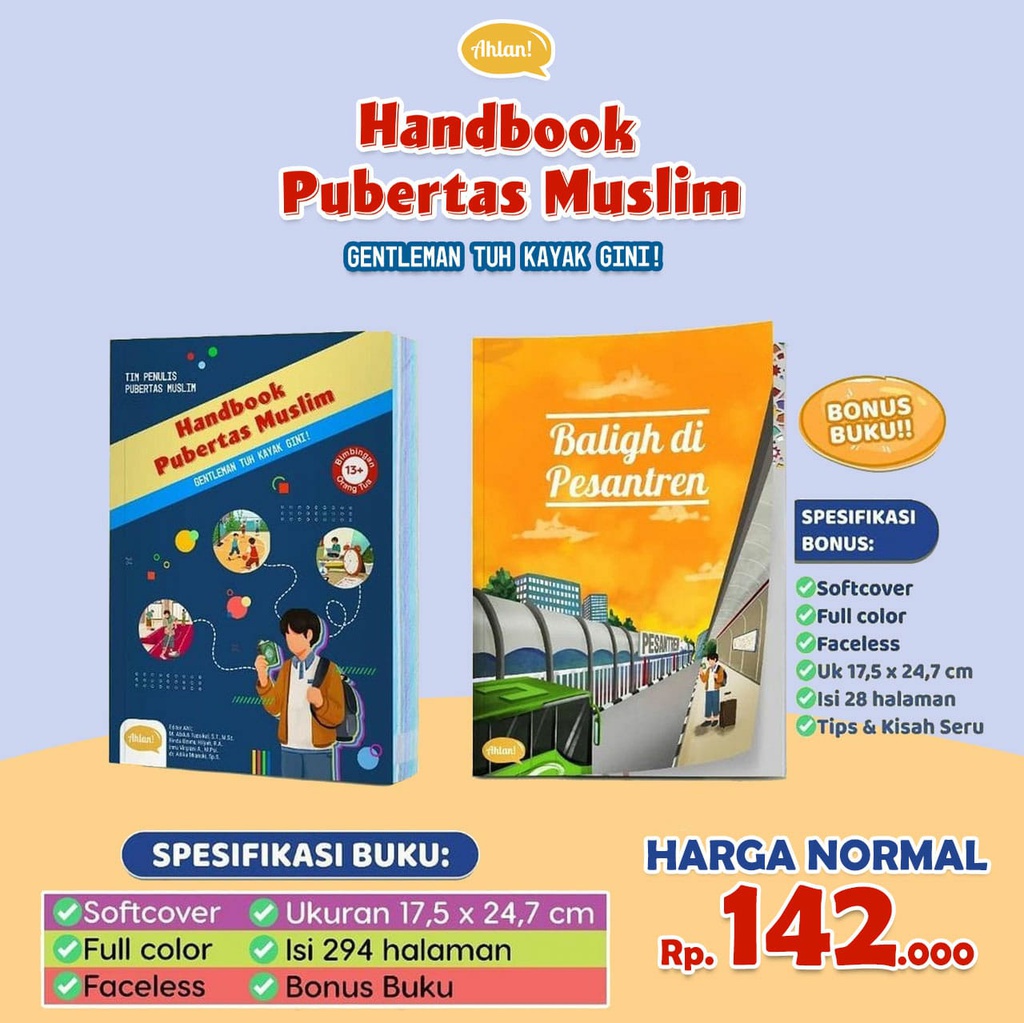 Ahlan!
Handbook
Pubertas Muslim
GENTLEMAN TUH KAYAK GINI!
TIM PENULIS
PUBERTAS MUSLIM
Handbook
Pubertas Muslim
GENTLEMAN TUH KAYAK GINI!
Bimbingan
13+
Orang Tua
Ahlan!
Editor Ahli:
Baligh di
Pesantren
PESANTREN
Ahlan!
BONUS
BUKU!!
SPESIFIKASI
BONUS:
Softcover
Full color
Faceless
Uk 17,5 x 24,7 cm
Isi 28 halaman
Tips & Kisah Seru
SPESIFIKASI BUKU:
Softcover
Ukuran 17,5 x 24,7 cm
Full color
Isi 294 halaman
Faceless
Bonus Buku
HARGA NORMAL
Rp. 142.000